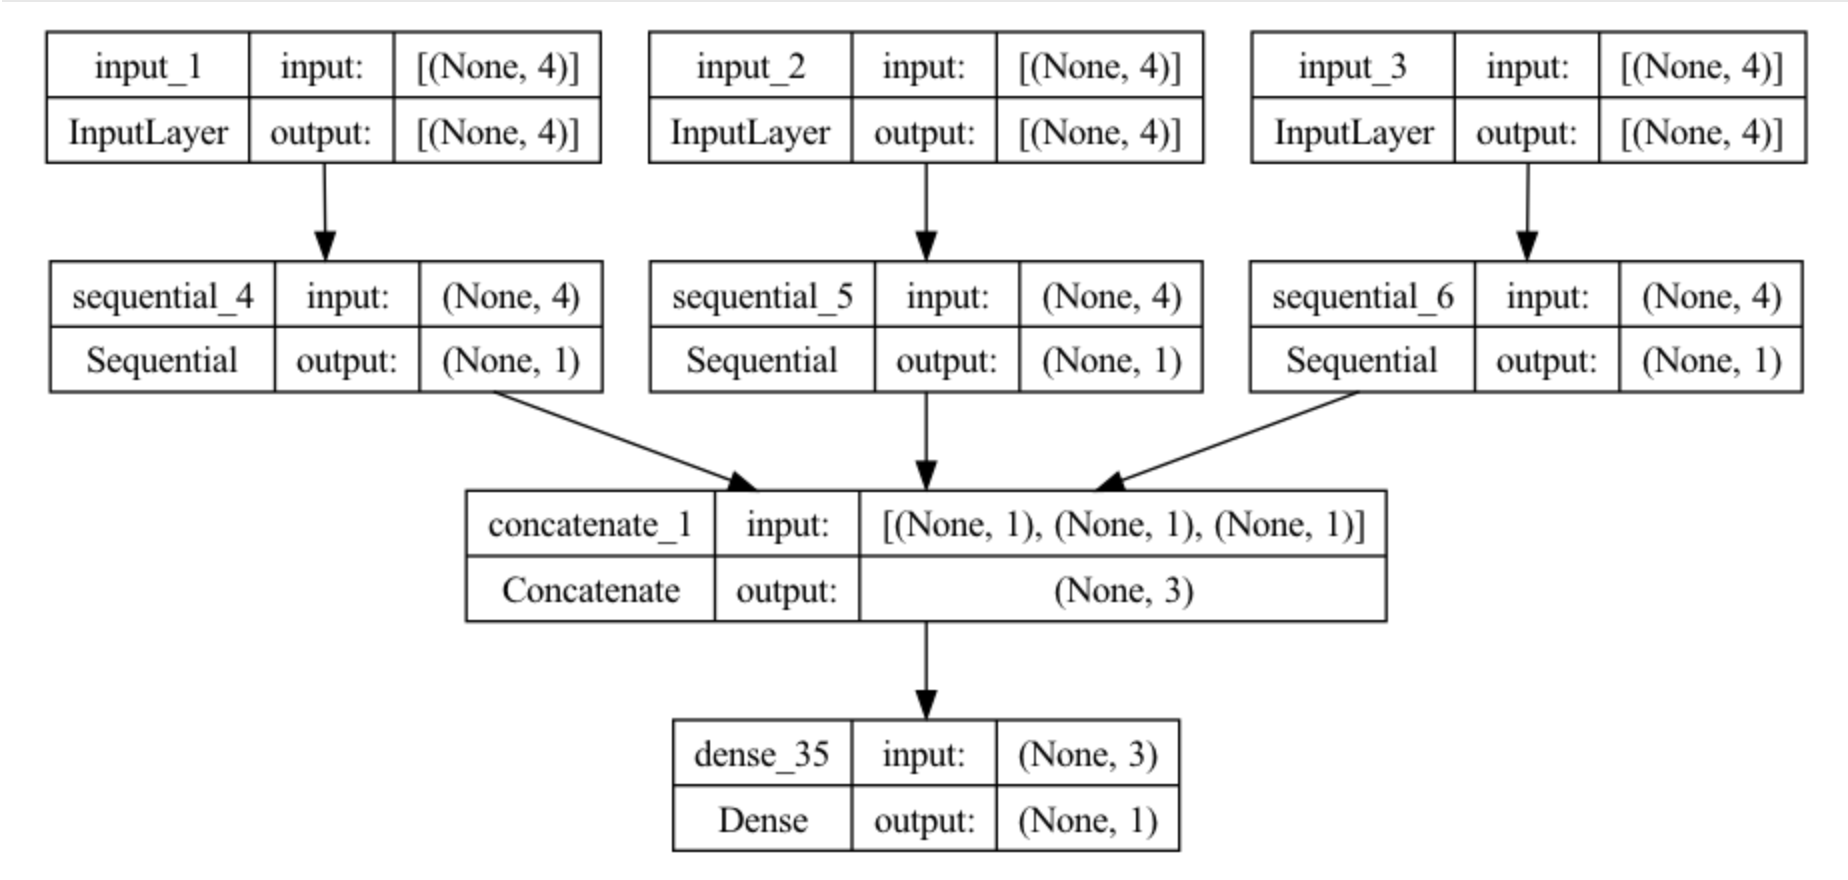 input_1 input: [(None, 4)]
InputLayer output: [(None, 4)]
input_2 input: [(None, 4)]
InputLayer output: [(None, 4)]
input_3 input: [(None, 4)]
InputLayer output: [(None, 4)]
sequential_4 input: (None, 4)
Sequential output: (None, 1)
sequential_5 input: (None, 4)
Sequential output: (None, 1)
sequential_6 input: (None, 4)
Sequential output: (None, 1)
concatenate_1 input: [(None, 1), (None, 1), (None, 1)]
Concatenate output: (None, 3)
dense_35 input: (None, 3)
Dense output: (None, 1)